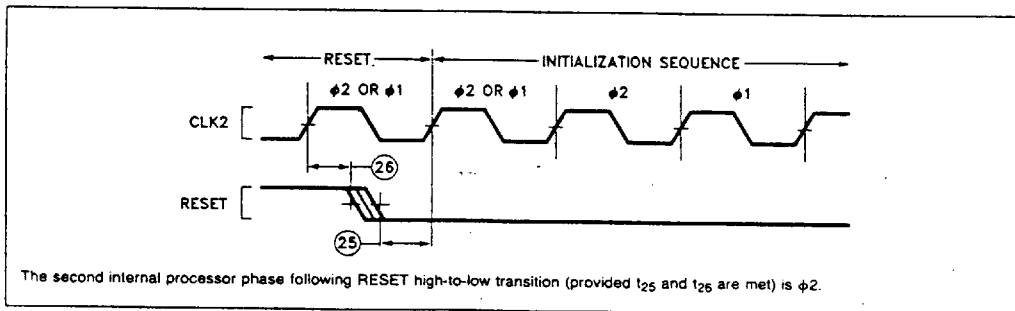 RESET. INITIALIZATION SEQUENCE
ϕ2 OR ϕ1 ϕ2 OR ϕ1 ϕ2 ϕ1
CLK2
26
RESET
25
The second internal processor phase following RESET high-to-low transition (provided t25 and t26 are met) is ϕ2.